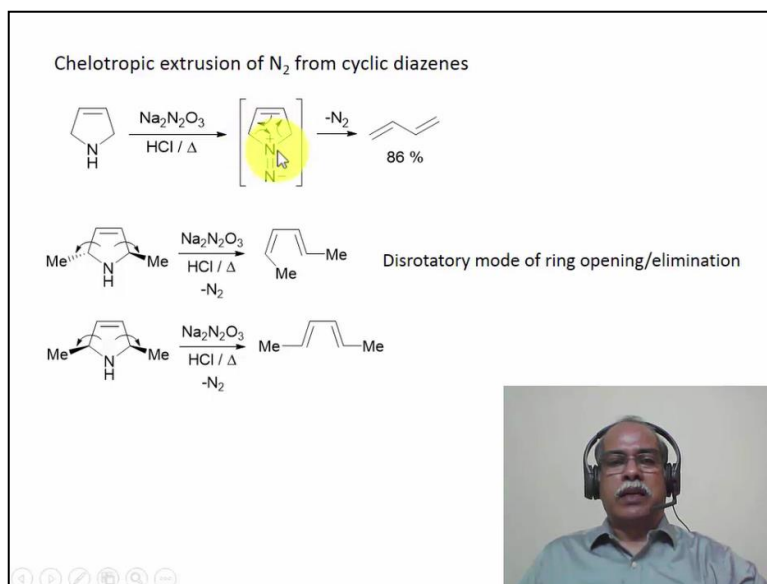 Chelotropic extrusion of N₂ from cyclic diazenes
Na₂N₂O₃
HCl / Δ
N
H
+
N
N−
-N₂
86 %
Me
N
H
Me
Na₂N₂O₃
HCl / Δ
-N₂
Me
Me
Disrotatory mode of ring opening/elimination
Me
N
H
Me
Na₂N₂O₃
HCl / Δ
-N₂
Me
Me